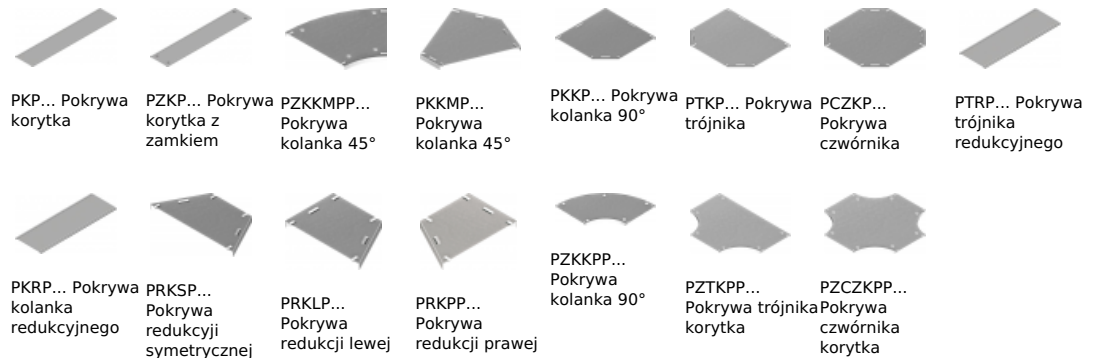 PKP... Pokrywa
korytka
PZKP... Pokrywa
korytka z
zamkiem
PZKKMPP...
Pokrywa
kolanka 45°
PKKMP...
Pokrywa
kolanka 45°
PKKP... Pokrywa
kolanka 90°
PTKP... Pokrywa
trójnika
PCZKP...
Pokrywa
czwórnika
PTRP... Pokrywa
trójnika
redukcyjnego
PKRP... Pokrywa
kolanka
redukcyjnego
PRKSP...
Pokrywa
redukcyji
symetrycznej
PRKLP...
Pokrywa
redukcji lewej
PRKPP...
Pokrywa
redukcji prawej
PZKKPP...
Pokrywa
kolanka 90°
PZTKPP...
Pokrywa trójnika
korytka
PZCZKPP...
Pokrywa
czwórnika
korytka